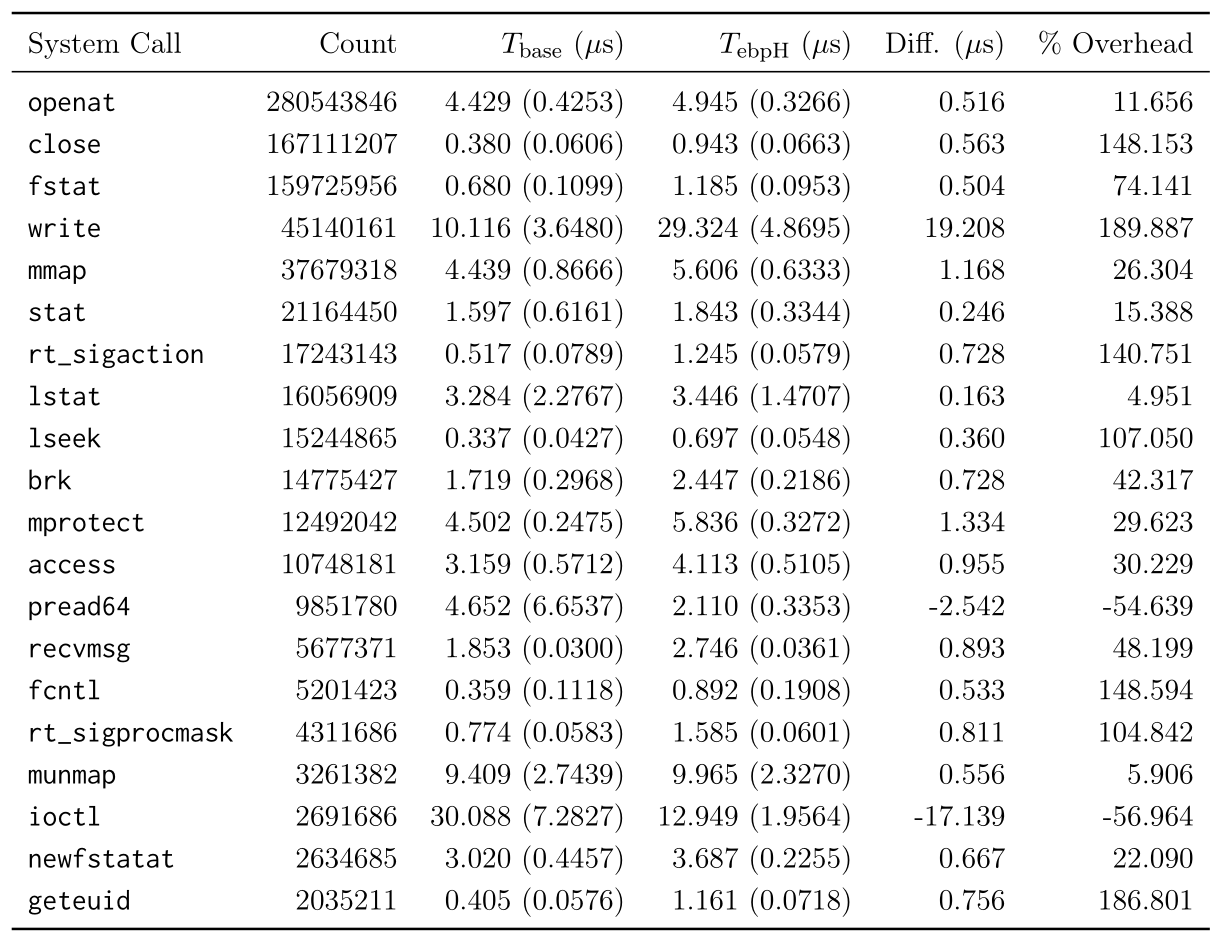 System Call Count T_base (μs) T_ebpH (μs) Diff. (μs) % Overhead
openat 280543846 4.429 (0.4253) 4.945 (0.3266) 0.516 11.656
close 167111207 0.380 (0.0606) 0.943 (0.0663) 0.563 148.153
fstat 159725956 0.680 (0.1099) 1.185 (0.0953) 0.504 74.141
write 45140161 10.116 (3.6480) 29.324 (4.8695) 19.208 189.887
mmap 37679318 4.439 (0.8666) 5.606 (0.6333) 1.168 26.304
stat 21164450 1.597 (0.6161) 1.843 (0.3344) 0.246 15.388
rt_sigaction 17243143 0.517 (0.0789) 1.245 (0.0579) 0.728 140.751
lstat 16056909 3.284 (2.2767) 3.446 (1.4707) 0.163 4.951
lseek 15244865 0.337 (0.0427) 0.697 (0.0548) 0.360 107.050
brk 14775427 1.719 (0.2968) 2.447 (0.2186) 0.728 42.317
mprotect 12492042 4.502 (0.2475) 5.836 (0.3272) 1.334 29.623
access 10748181 3.159 (0.5712) 4.113 (0.5105) 0.955 30.229
pread64 9851780 4.652 (6.6537) 2.110 (0.3353) -2.542 -54.639
recvmsg 5677371 1.853 (0.0300) 2.746 (0.0361) 0.893 48.199
fcntl 5201423 0.359 (0.1118) 0.892 (0.1908) 0.533 148.594
rt_sigprocmask 4311686 0.774 (0.0583) 1.585 (0.0601) 0.811 104.842
munmap 3261382 9.409 (2.7439) 9.965 (2.3270) 0.556 5.906
ioctl 2691686 30.088 (7.2827) 12.949 (1.9564) -17.139 -56.964
newfstatat 2634685 3.020 (0.4457) 3.687 (0.2255) 0.667 22.090
geteuid 2035211 0.405 (0.0576) 1.161 (0.0718) 0.756 186.801